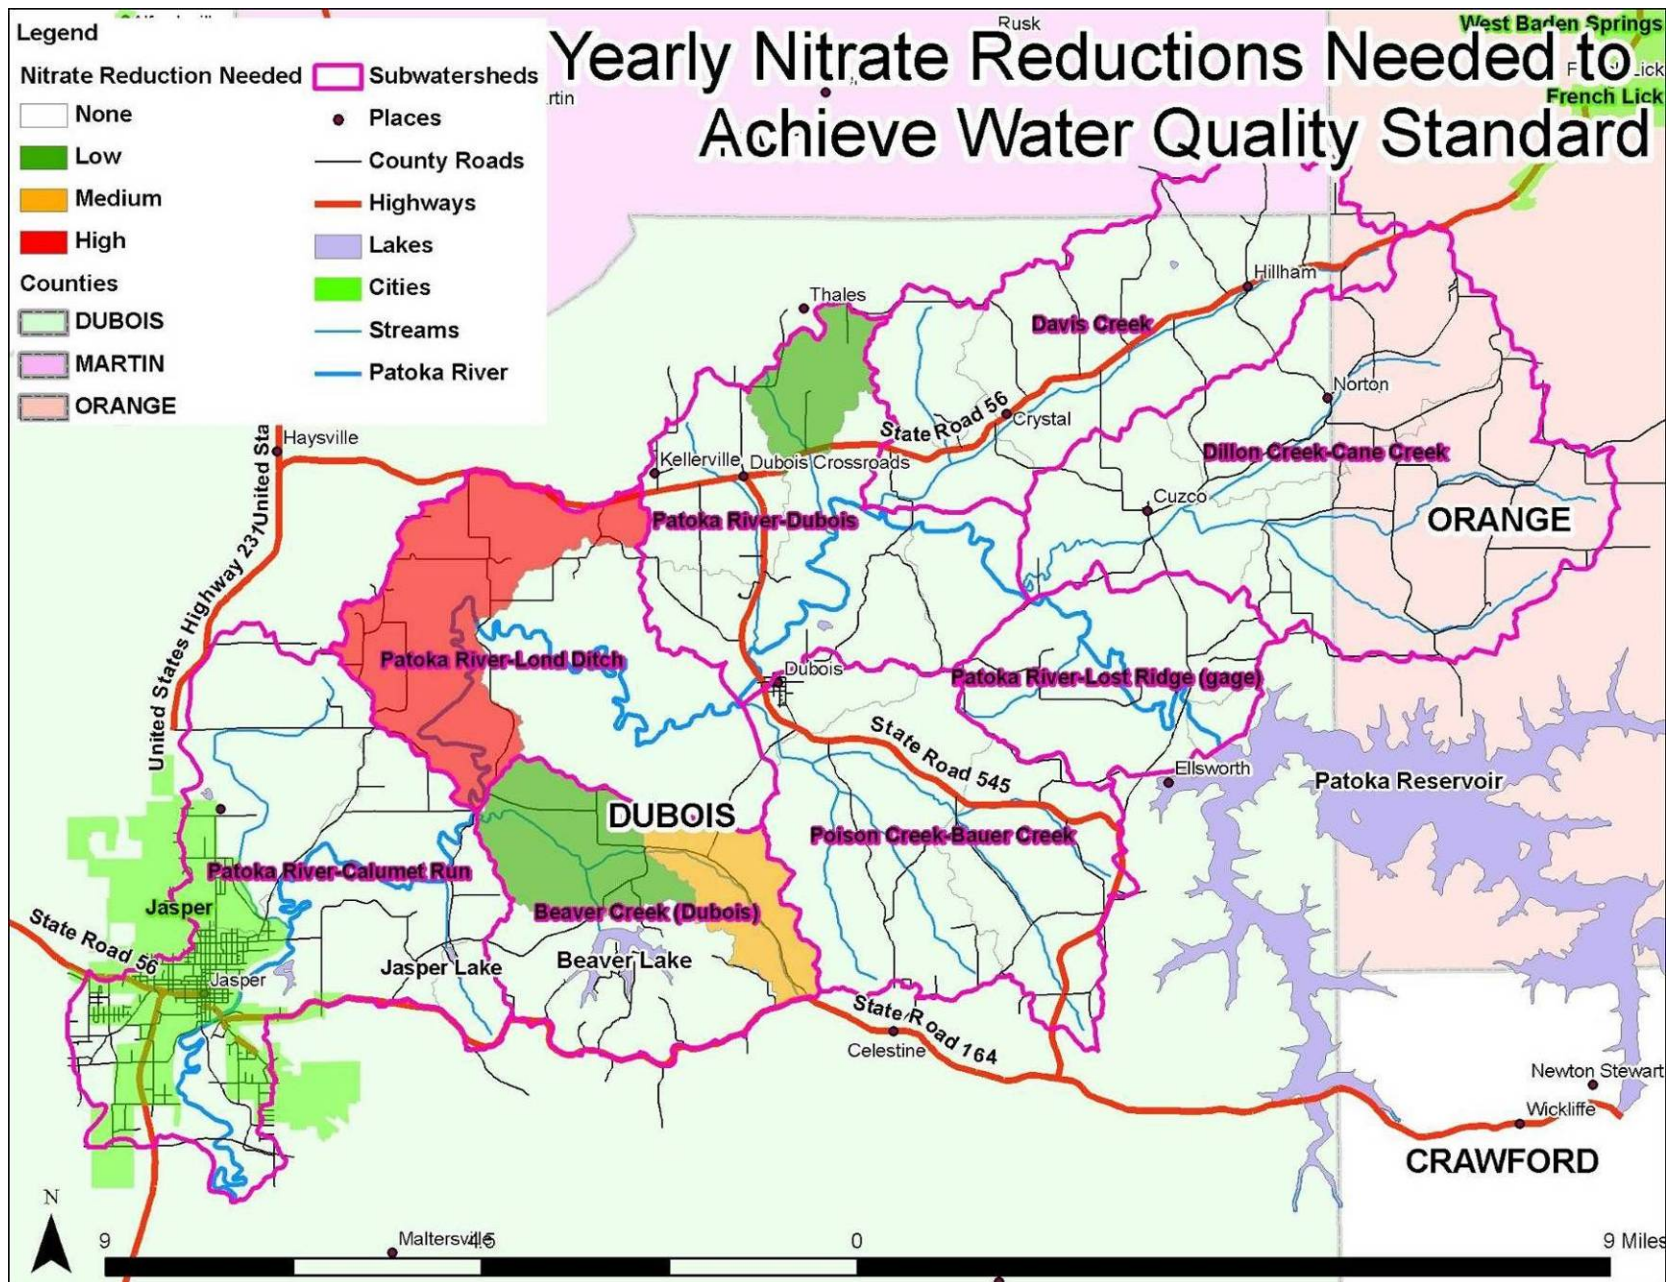 Yearly Nitrate Reductions Needed to
Achieve Water Quality Standard
Legend
Nitrate Reduction Needed
None
Low
Medium
High
Counties
DUBOIS
MARTIN
ORANGE
Subwatersheds
Places
County Roads
Highways
Lakes
Cities
Streams
Patoka River
Rusk
West Baden Springs
French Lick
Hillham
Thales
Davis Creek
Norton
State Road 56
Crystal
Haysville
Kellerville
Dubois Crossroads
Dillon Creek-Cane Creek
Cuzco
Patoka River-Dubois
ORANGE
United States Highway 231
United Sta
Patoka River-Lond Ditch
Dubois
Patoka River-Lost Ridge (gage)
State Road 545
Ellsworth
Patoka Reservoir
DUBOIS
Poison Creek-Bauer Creek
Patoka River-Calumet Run
Jasper
Beaver Creek (Dubois)
State Road 56
Jasper Lake
Beaver Lake
Jasper
State Road 164
Celestine
Newton Stewart
Wickliffe
CRAWFORD
N
Maltersville
9 4.5 0 9 Miles